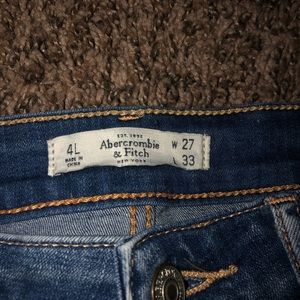 EST. 1892
4L
Abercrombie
W 27
MADE IN
CHINA
& Fitch
L 33
NEW YORK